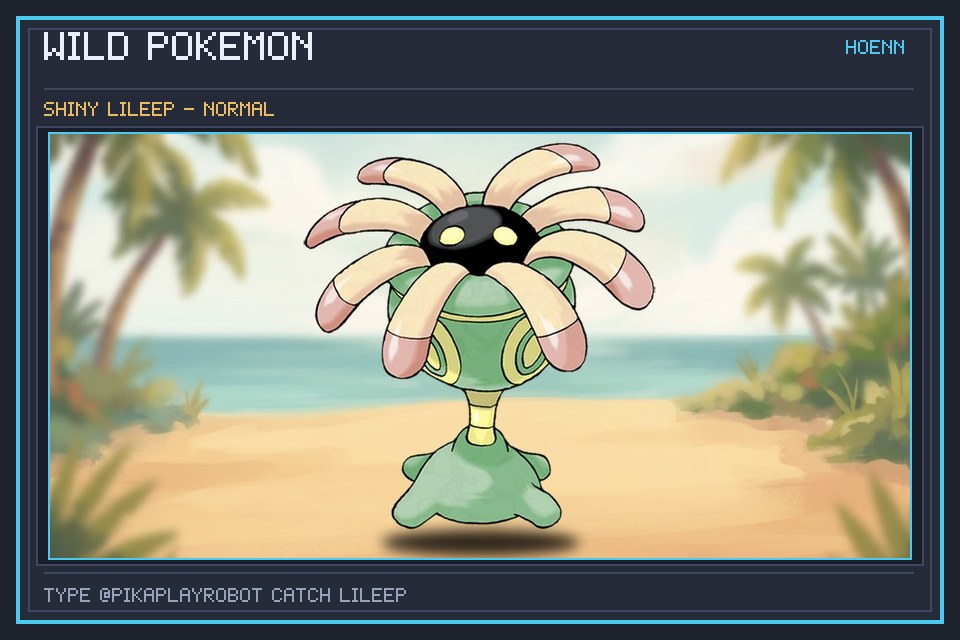 WILD POKEMON
HOENN
SHINY LILEEP - NORMAL
TYPE @PIKAPLAYROBOT CATCH LILEEP